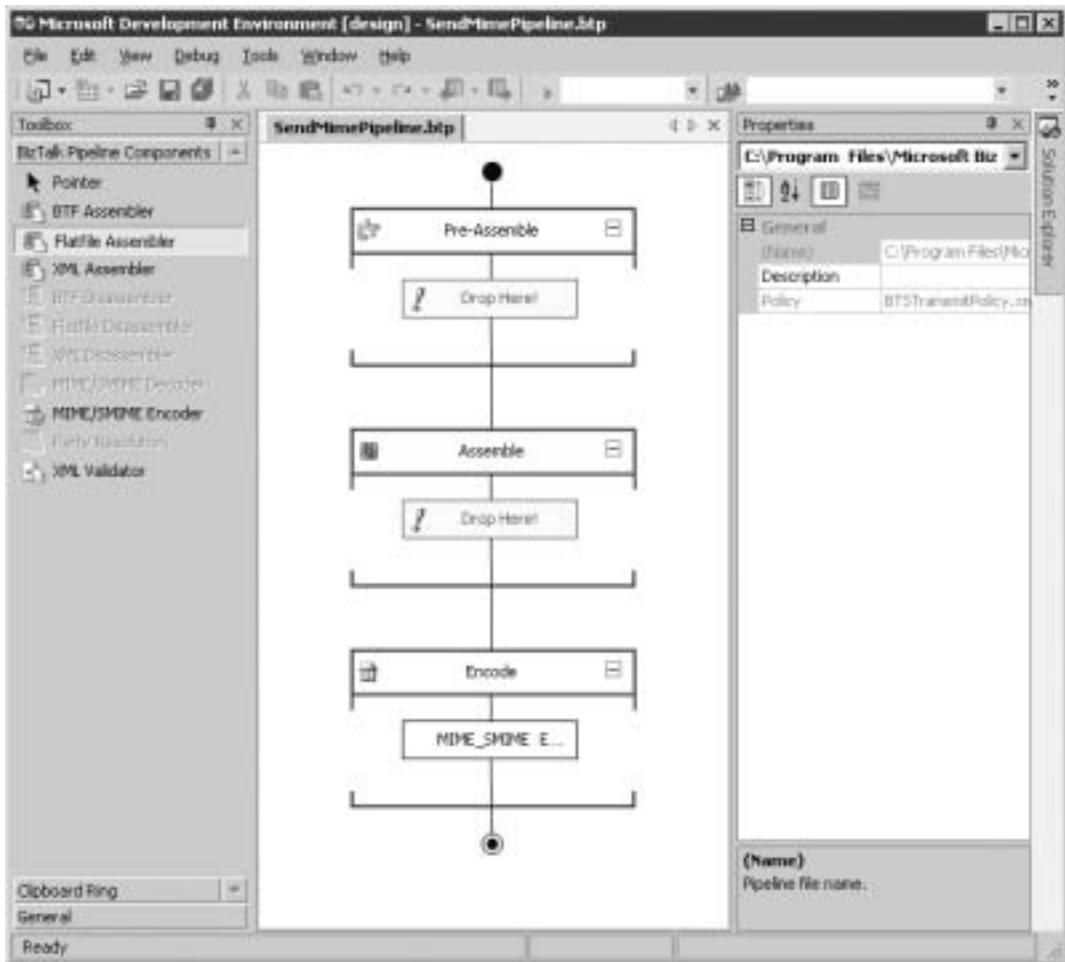 Microsoft Development Environment [design] - SendMimePipeline.btp
File Edit View Debug Tools Window Help
Toolbox
BizTalk Pipeline Components
Pointer
BTF Assembler
Flatfile Assembler
XML Assembler
BTF Disassembler
Flatfile Disassembler
XML Disassembler
MIME/SMIME Decoder
MIME/SMIME Encoder
Party Resolution
XML Validator
Clipboard Ring
General
Ready
SendMimePipeline.btp
Pre-Assemble
Drop Here!
Assemble
Drop Here!
Encode
MIME_SMIME E...
Properties
C:\Program Files\Microsoft Biz
General
(Name) C:\Program Files\Mic
Description
Policy BTSTransmitPolicy.xm
(Name)
Pipeline file name.
Solution Explorer